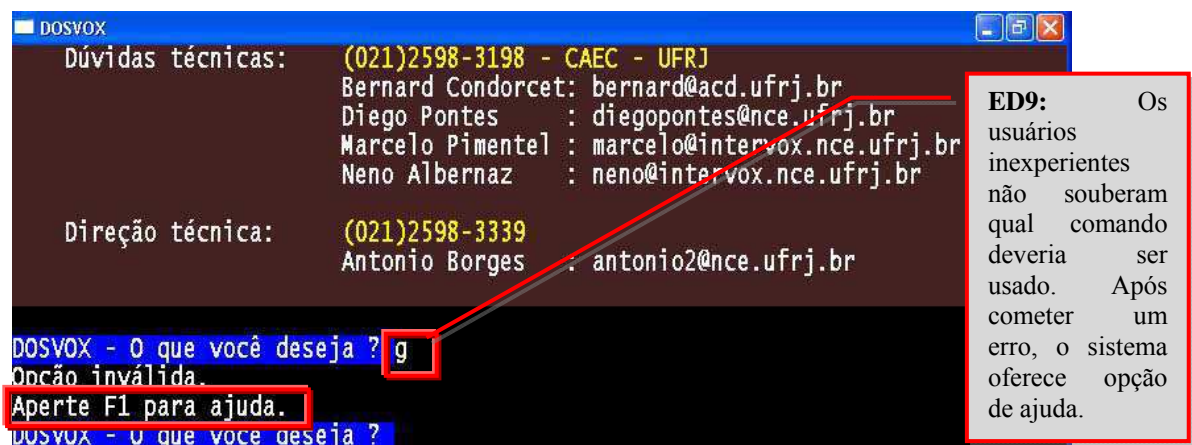 DOSVOX
Dúvidas técnicas: (021)2598-3198 - CAEC - UFRJ
Bernard Condorcet: bernard@acd.ufrj.br
Diego Pontes : diegopontes@nce.ufrj.br
Marcelo Pimentel : marcelo@intervox.nce.ufrj.br
Neno Albernaz : neno@intervox.nce.ufrj.br
Direção técnica: (021)2598-3339
Antonio Borges : antonio2@nce.ufrj.br
DOSVOX - O que você deseja ? g
Opção inválida.
Aperte F1 para ajuda.
DOSVOX - O que você deseja ?
ED9: Os
usuários
inexperientes
não souberam
qual comando
deveria ser
usado. Após
cometer um
erro, o sistema
oferece opção
de ajuda.